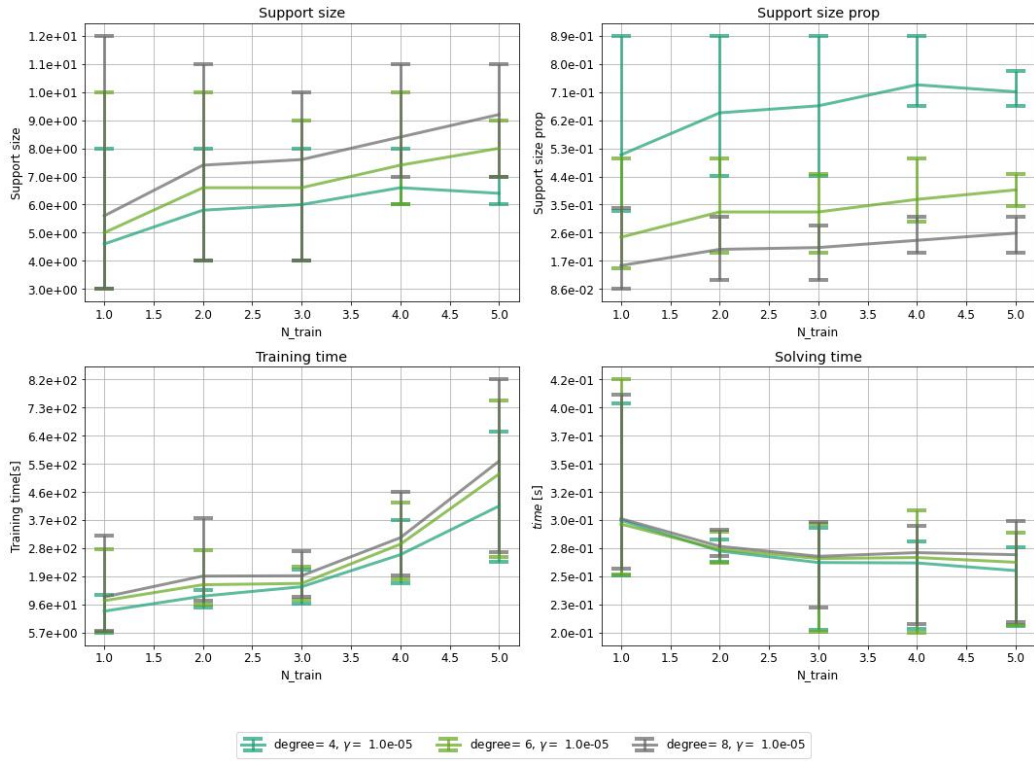 Support size
Support size
1.2e+01
1.1e+01
1.0e+01
9.0e+00
8.0e+00
7.0e+00
6.0e+00
5.0e+00
4.0e+00
3.0e+00
1.0 1.5 2.0 2.5 3.0 3.5 4.0 4.5 5.0
N_train
Support size prop
Support size prop
8.9e-01
8.0e-01
7.1e-01
6.2e-01
5.3e-01
4.4e-01
3.5e-01
2.6e-01
1.7e-01
8.6e-02
1.0 1.5 2.0 2.5 3.0 3.5 4.0 4.5 5.0
N_train
Training time
Training time[s]
8.2e+02
7.3e+02
6.4e+02
5.5e+02
4.6e+02
3.7e+02
2.8e+02
1.9e+02
9.6e+01
5.7e+00
1.0 1.5 2.0 2.5 3.0 3.5 4.0 4.5 5.0
N_train
Solving time
time [s]
4.2e-01
4.0e-01
3.7e-01
3.5e-01
3.2e-01
3.0e-01
2.8e-01
2.5e-01
2.3e-01
2.0e-01
1.0 1.5 2.0 2.5 3.0 3.5 4.0 4.5 5.0
N_train
degree= 4, γ = 1.0e-05 degree= 6, γ = 1.0e-05 degree= 8, γ = 1.0e-05